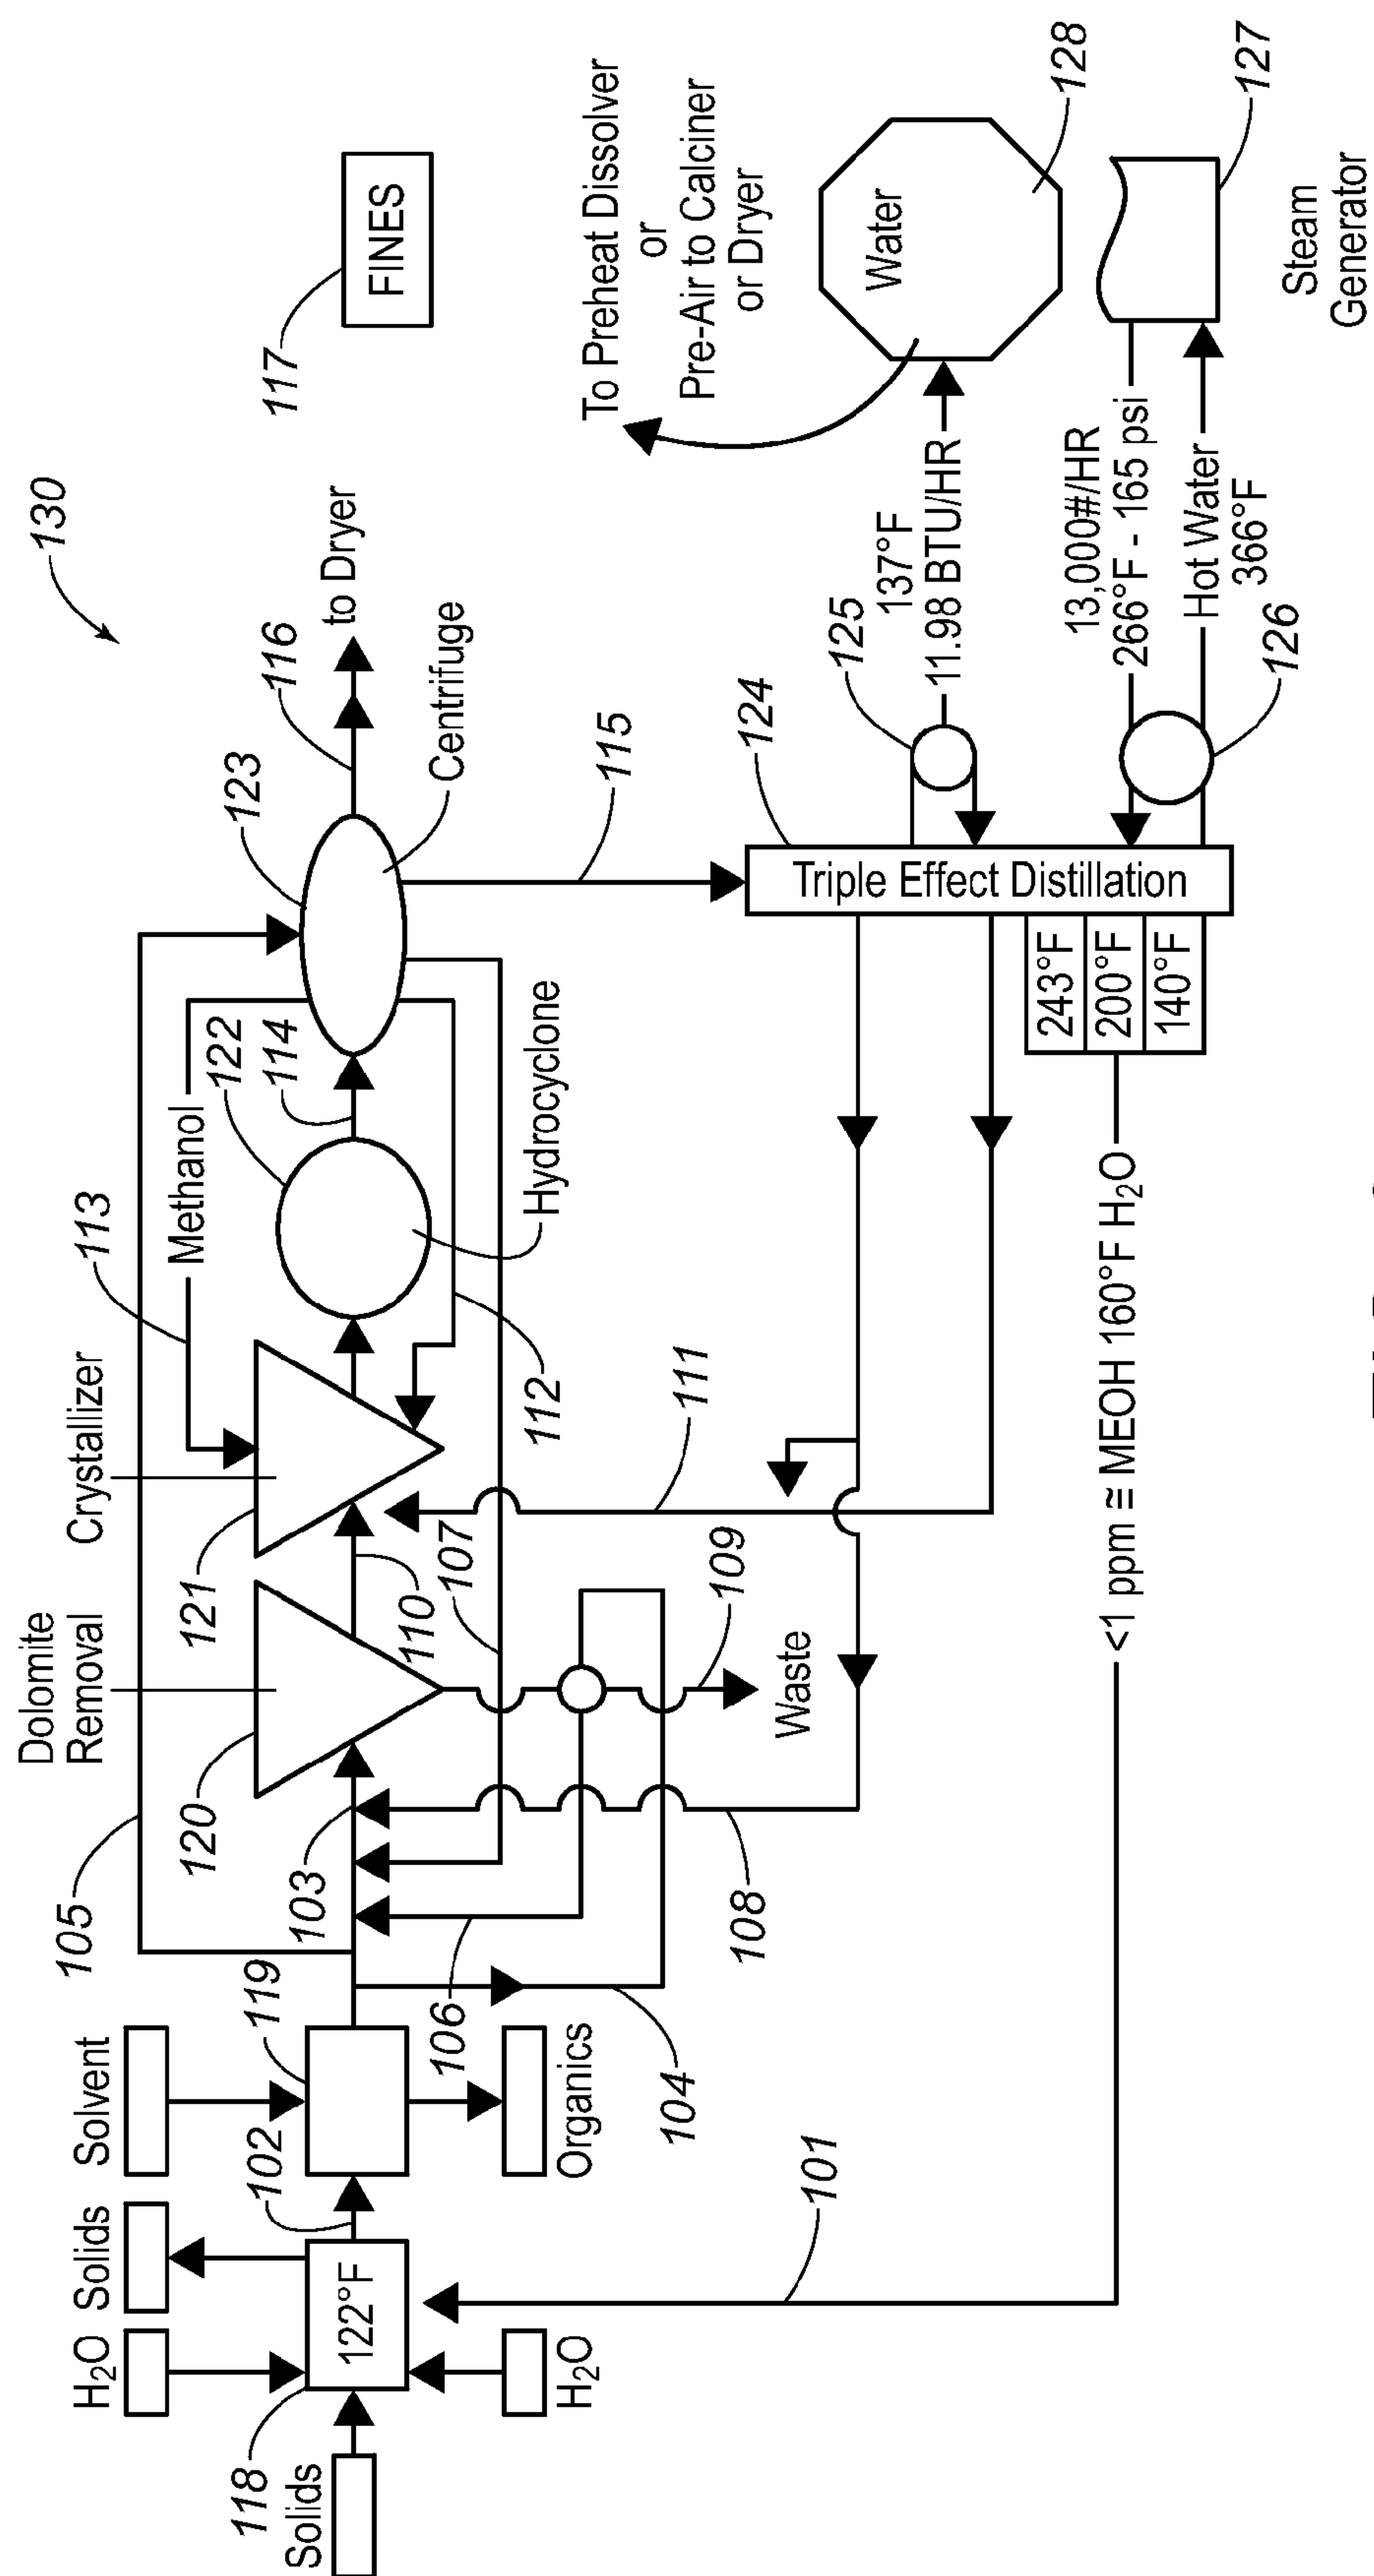 130
105
Dolomite
Removal
Crystallizer
113
Methanol
120
121
122
114
123
116
to Dryer
117
FINES
Solvent
Solids
H₂O
102
119
103
110
Centrifuge
118
Solids
122°F
H₂O
Organics
106
104
107
112
Hydrocyclone
115
109
Waste
111
108
101
124
Triple Effect Distillation
125
137°F
11.98 BTU/HR
To Preheat Dissolver
or
Pre-Air to Calciner
or Dryer
Water
128
243°F
200°F
140°F
13,000#/HR
266°F - 165 psi
Hot Water
366°F
126
127
Steam
Generator
<1 ppm ≅ MEOH 160°F H₂O